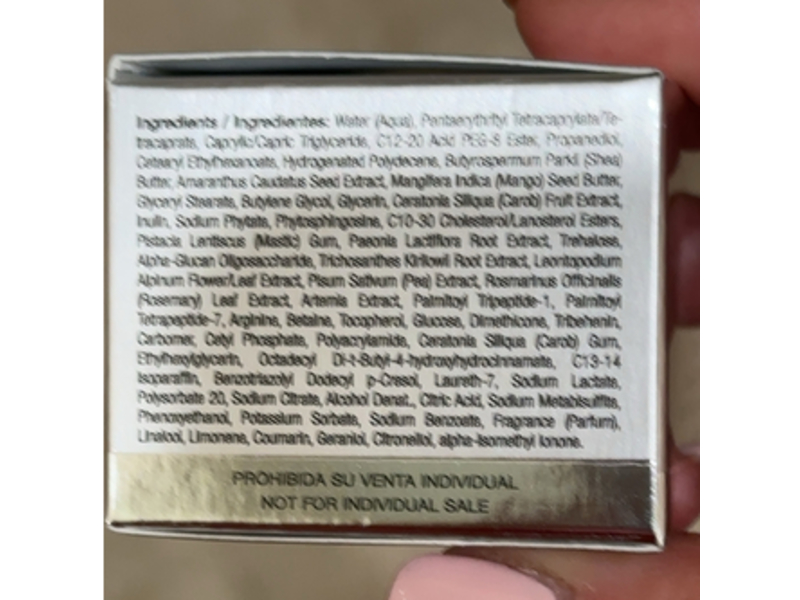 Ingredients / Ingredientes: Water (Aqua), Pentaerythrityl Tetracaprylate/Te-
tracaprate, Caprylic/Capric Triglyceride, C12-20 Acid PEG-8 Ester, Propanediol,
Cetearyl Ethylhexanoate, Hydrogenated Polydecene, Butyrospermum Parkii (Shea)
Butter, Amaranthus Caudatus Seed Extract, Mangifera Indica (Mango) Seed Butter,
Glyceryl Stearate, Butylene Glycol, Glycerin, Ceratonia Siliqua (Carob) Fruit Extract,
Inulin, Sodium Phytate, Phytosphingosine, C10-30 Cholesterol/Lanosterol Esters,
Pistacia Lentiscus (Mastic) Gum, Paeonia Lactiflora Root Extract, Trehalose,
Alpha-Glucan Oligosaccharide, Trichosanthes Kirilowii Root Extract, Leontopodium
Alpinum Flower/Leaf Extract, Pisum Sativum (Pea) Extract, Rosmarinus Officinalis
(Rosemary) Leaf Extract, Artemia Extract, Palmitoyl Tripeptide-1, Palmitoyl
Tetrapeptide-7, Arginine, Betaine, Tocopherol, Glucose, Dimethicone, Tribehenin,
Carbomer, Cetyl Phosphate, Polyacrylamide, Ceratonia Siliqua (Carob) Gum,
Ethylhexylglycerin, Octadecyl Di-t-Butyl-4-hydroxyhydrocinnamate, C13-14
Isoparaffin, Benzotriazolyl Dodecyl p-Cresol, Laureth-7, Sodium Lactate,
Polysorbate 20, Sodium Citrate, Alcohol Denat., Citric Acid, Sodium Metabisulfite,
Phenoxyethanol, Potassium Sorbate, Sodium Benzoate, Fragrance (Parfum),
Linalool, Limonene, Coumarin, Geraniol, Citronellol, alpha-Isomethyl Ionone.
PROHIBIDA SU VENTA INDIVIDUAL
NOT FOR INDIVIDUAL SALE